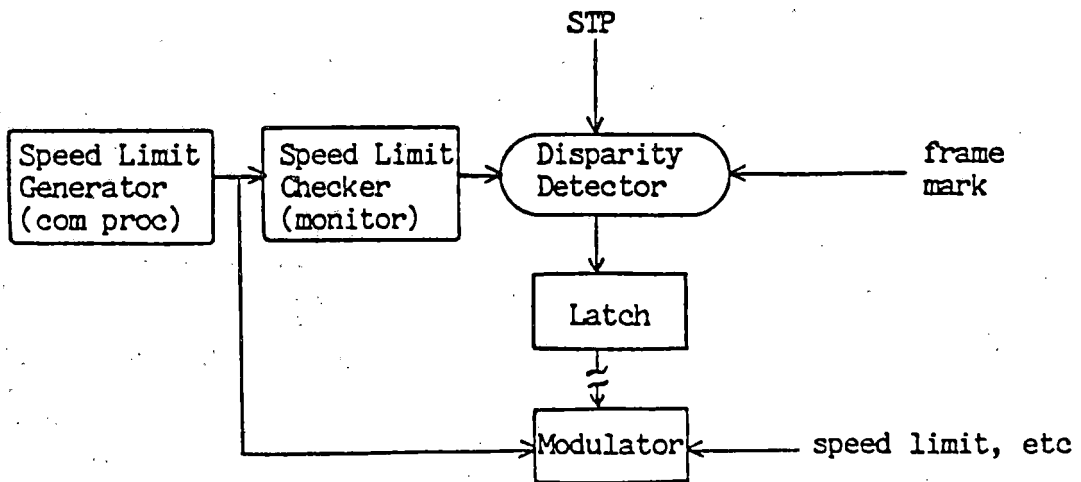 STP
Speed Limit
Generator
(com proc)
Speed Limit
Checker
(monitor)
Disparity
Detector
frame
mark
Latch
Modulator
speed limit, etc